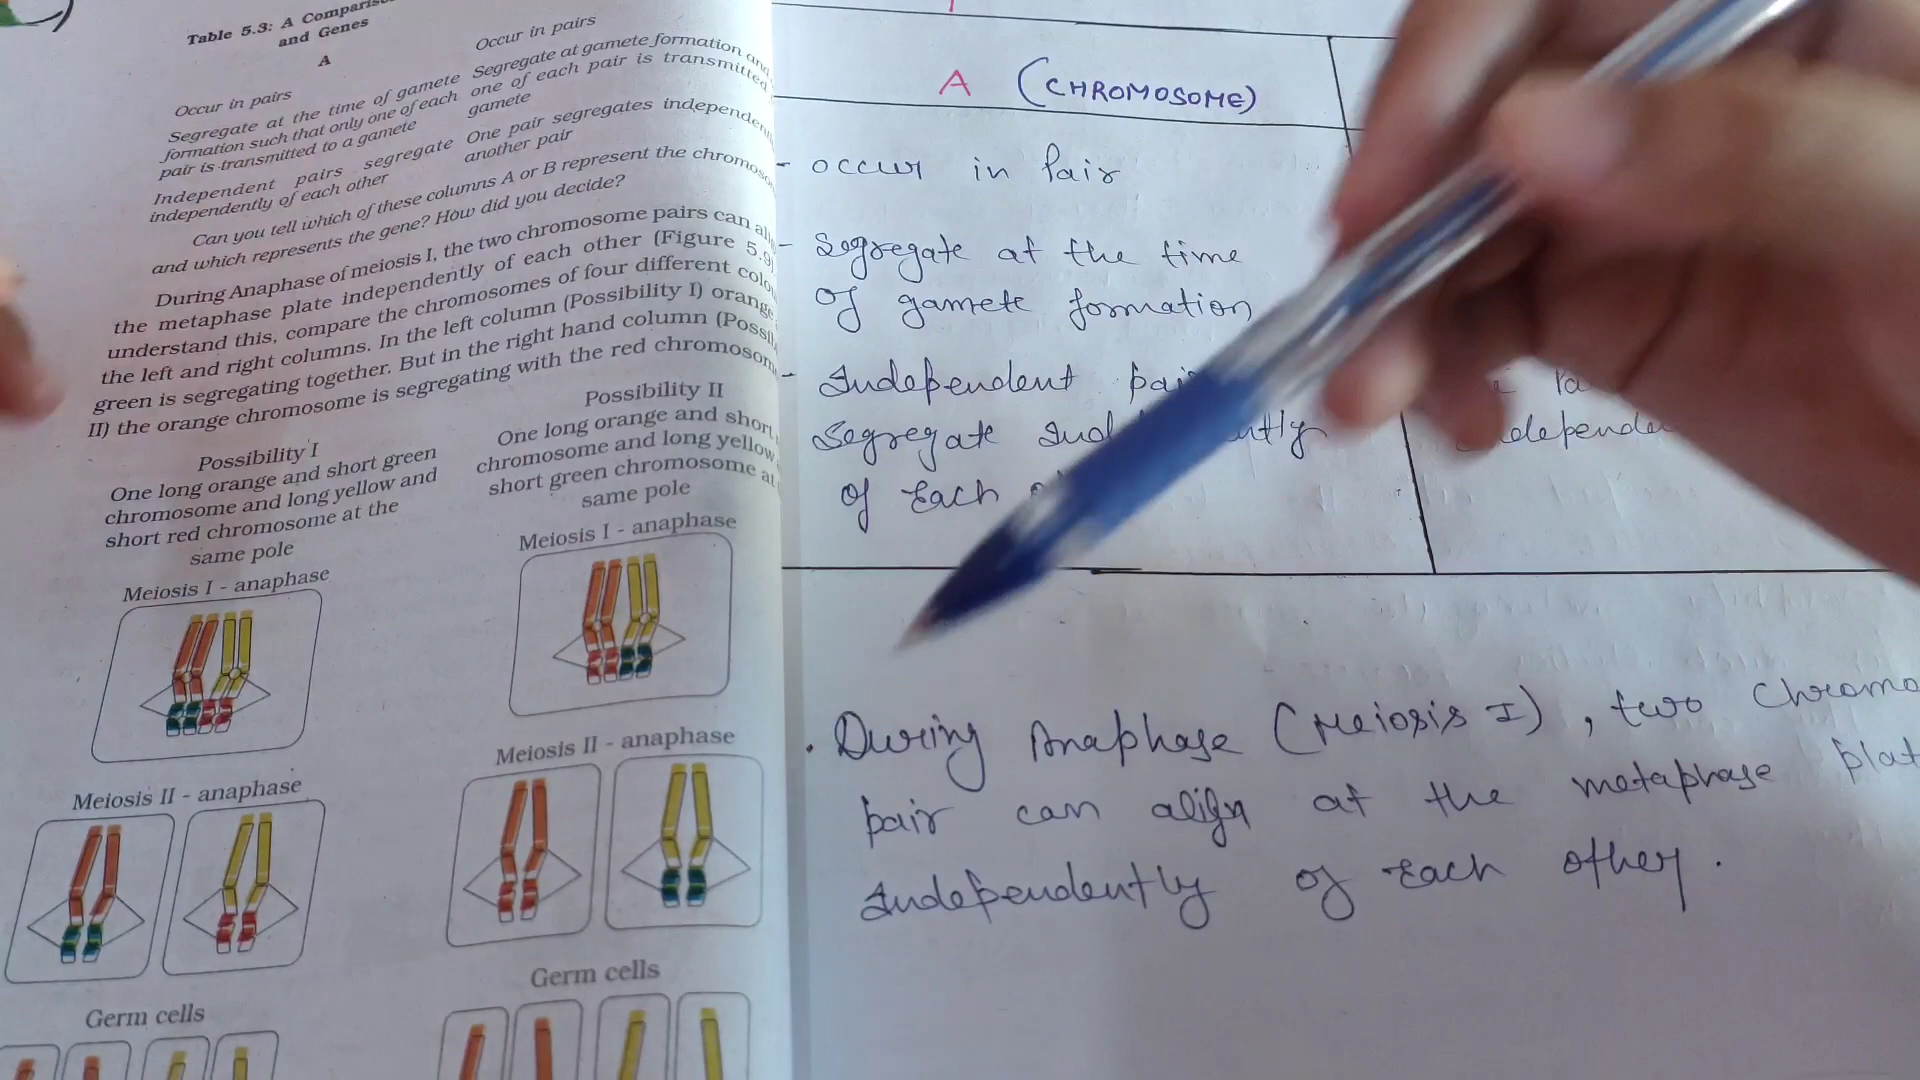 Table 5.3: A Comparis
and Genes
A
Occur in pairs
Segregate at the time of gamete
formation such that only one of each
pair is transmitted to a gamete
Independent pairs segregate
independently of each other
Occur in pairs
Segregate at gamete formation and
one of each pair is transmitted
gamete
One pair segregates independen
another pair
Can you tell which of these columns A or B represent the chromoso
and which represents the gene? How did you decide?
During Anaphase of meiosis I, the two chromosome pairs can ali
the metaphase plate independently of each other (Figure 5.9)
understand this, compare the chromosomes of four different colo
the left and right columns. In the left column (Possibility I) orange
green is segregating together. But in the right hand column (Possib
II) the orange chromosome is segregating with the red chromosom
Possibility I
One long orange and short green
chromosome and long yellow and
short red chromosome at the
same pole
Meiosis I - anaphase
Meiosis II - anaphase
Germ cells
Possibility II
One long orange and short
chromosome and long yellow
short green chromosome at
same pole
Meiosis I - anaphase
Meiosis II - anaphase
Germ cells
A (CHROMOSOME)
- occur in pair
- Segregate at the time
of gamete formation
- Independent pai
Segregate Ind ntly
of Each
independe
. During Anaphase (Meiosis I), two Chromo
pair can align at the metaphase plat
independently of Each other.